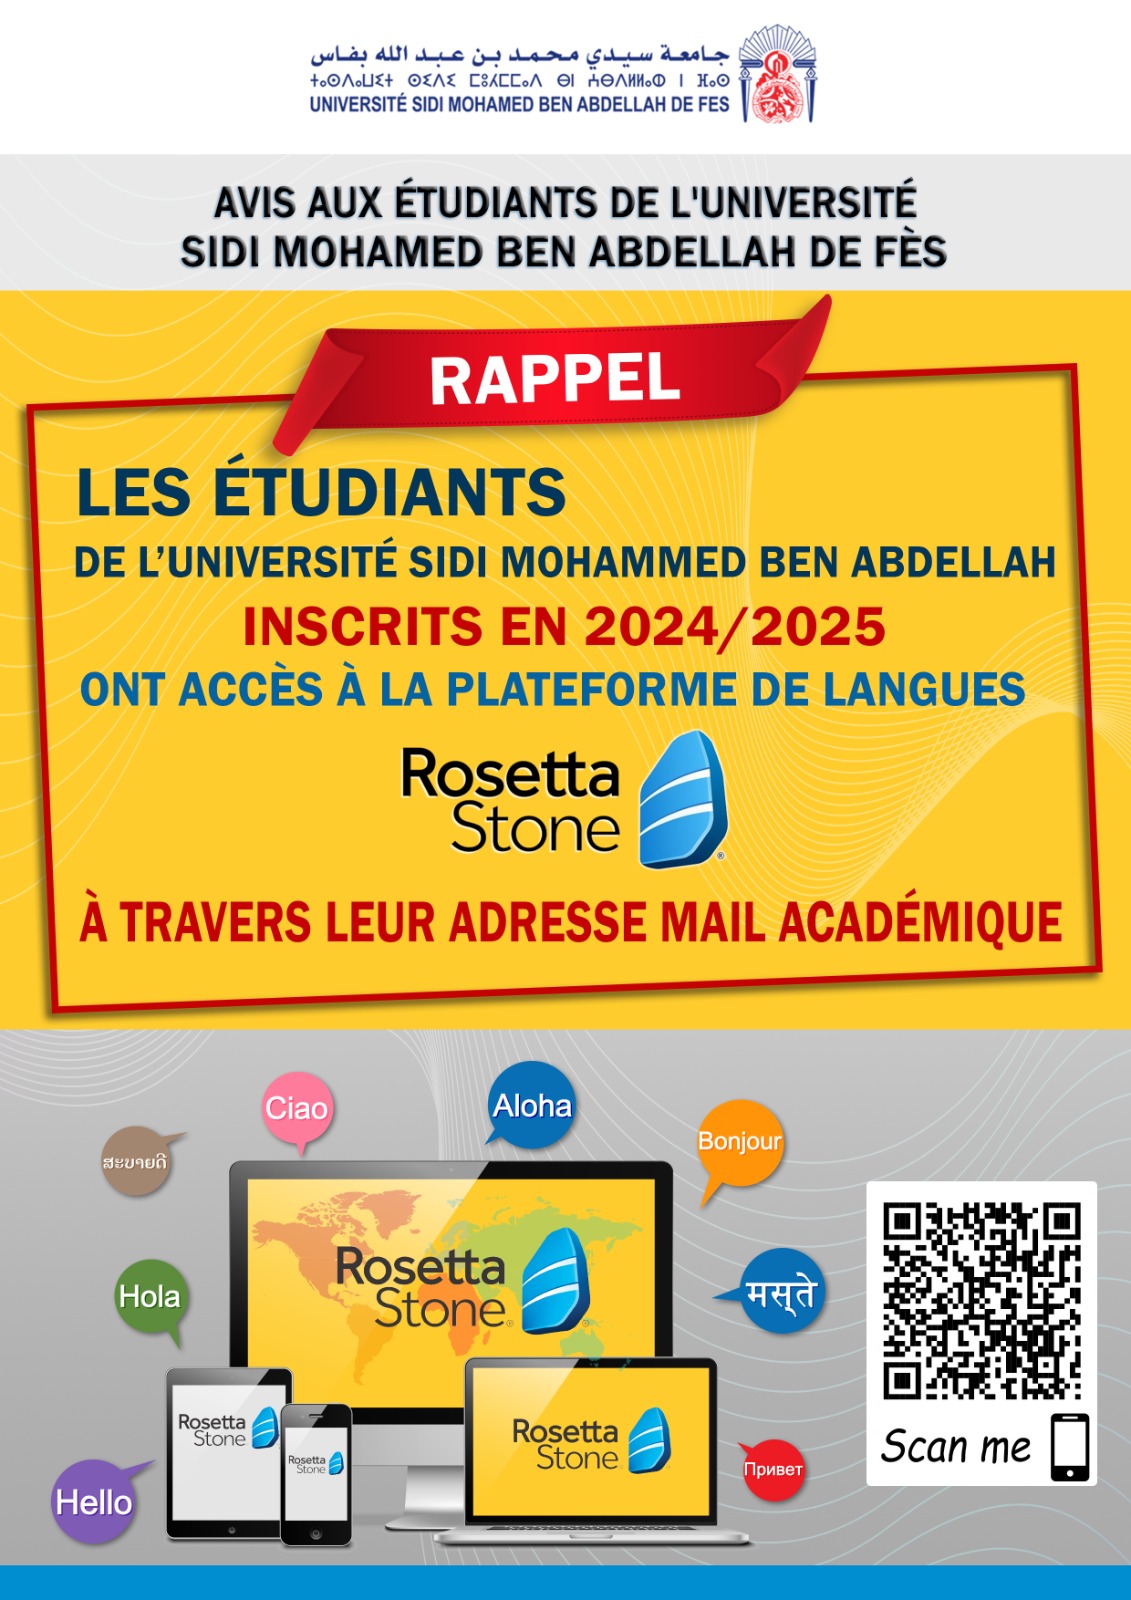 جامعة سيدي محمد بن عبد الله بفاس
ⵜⴰⵙⴷⴰⵡⵉⵜ ⵙⵉⴷⵉ ⵎⵓⵃⵎⵎⴰⴷ ⴱⵏ ⵄⴱⴷⵍⵍⴰⵀ ⵏ ⴼⴰⵙ
UNIVERSITÉ SIDI MOHAMED BEN ABDELLAH DE FES
AVIS AUX ÉTUDIANTS DE L'UNIVERSITÉ
SIDI MOHAMED BEN ABDELLAH DE FÈS
RAPPEL
LES ÉTUDIANTS
DE L’UNIVERSITÉ SIDI MOHAMMED BEN ABDELLAH
INSCRITS EN 2024/2025
ONT ACCÈS À LA PLATEFORME DE LANGUES
Rosetta
Stone
®
À TRAVERS LEUR ADRESSE MAIL ACADÉMIQUE
Ciao
Aloha
Bonjour
ສະບາຍດີ
Hola
Rosetta
Stone
मस्ते
Rosetta
Stone
Rosetta
Stone
Rosetta
Stone
Hello
Привет
Scan me